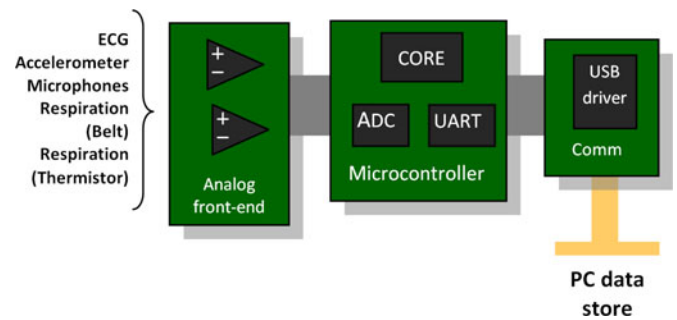 ECG
Accelerometer
Microphones
Respiration
(Belt)
Respiration
(Thermistor)
+
−
+
−
Analog
front-end
CORE
ADC
UART
Microcontroller
USB
driver
Comm
PC data
store